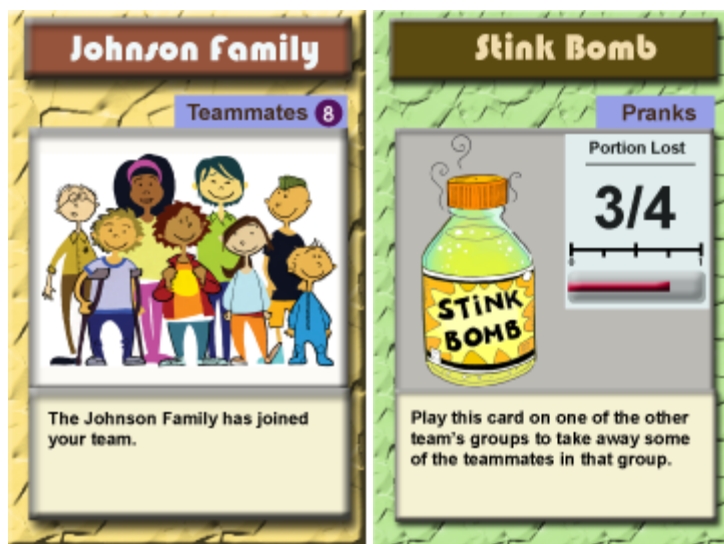 Johnson Family
Teammates 8
The Johnson Family has joined
your team.
Stink Bomb
Pranks
Portion Lost
3/4
0 1
STINK
BOMB
Play this card on one of the other
team's groups to take away some
of the teammates in that group.